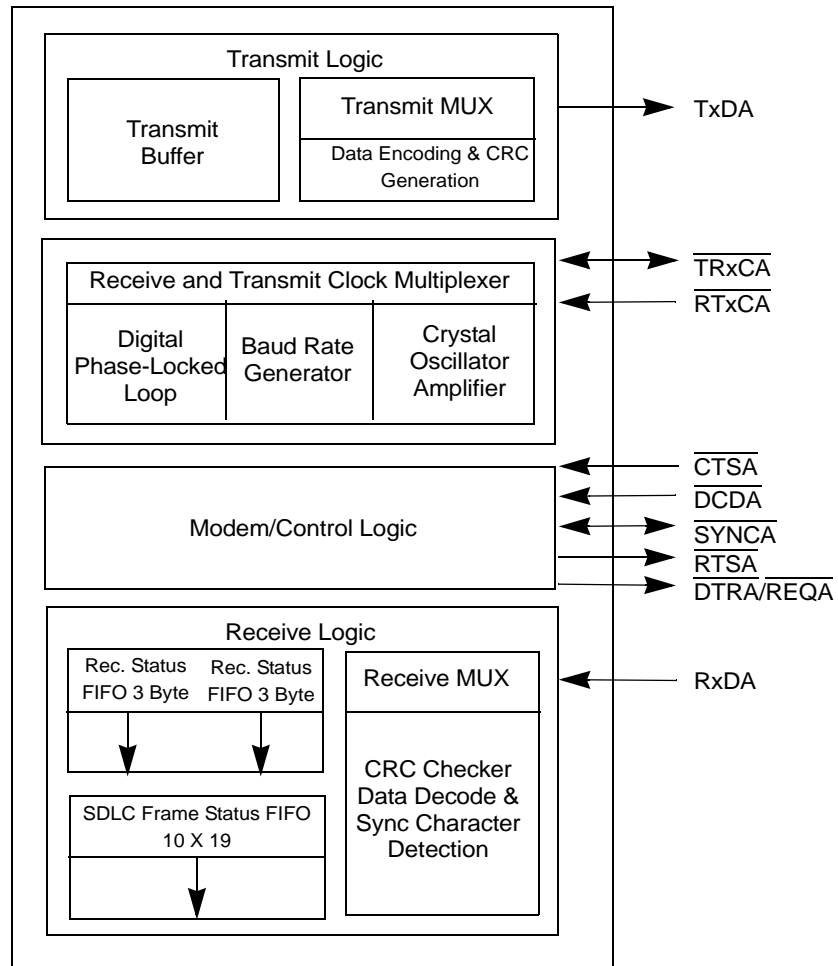 Transmit Logic
Transmit
Buffer
Transmit MUX
Data Encoding & CRC
Generation
TxDA
Receive and Transmit Clock Multiplexer
Digital
Phase-Locked
Loop
Baud Rate
Generator
Crystal
Oscillator
Amplifier
TRxCA
RTxCA
Modem/Control Logic
CTSA
DCDA
SYNCA
RTSA
DTRA/REQA
Receive Logic
Rec. Status
FIFO 3 Byte
Rec. Status
FIFO 3 Byte
SDLC Frame Status FIFO
10 X 19
Receive MUX
CRC Checker
Data Decode &
Sync Character
Detection
RxDA